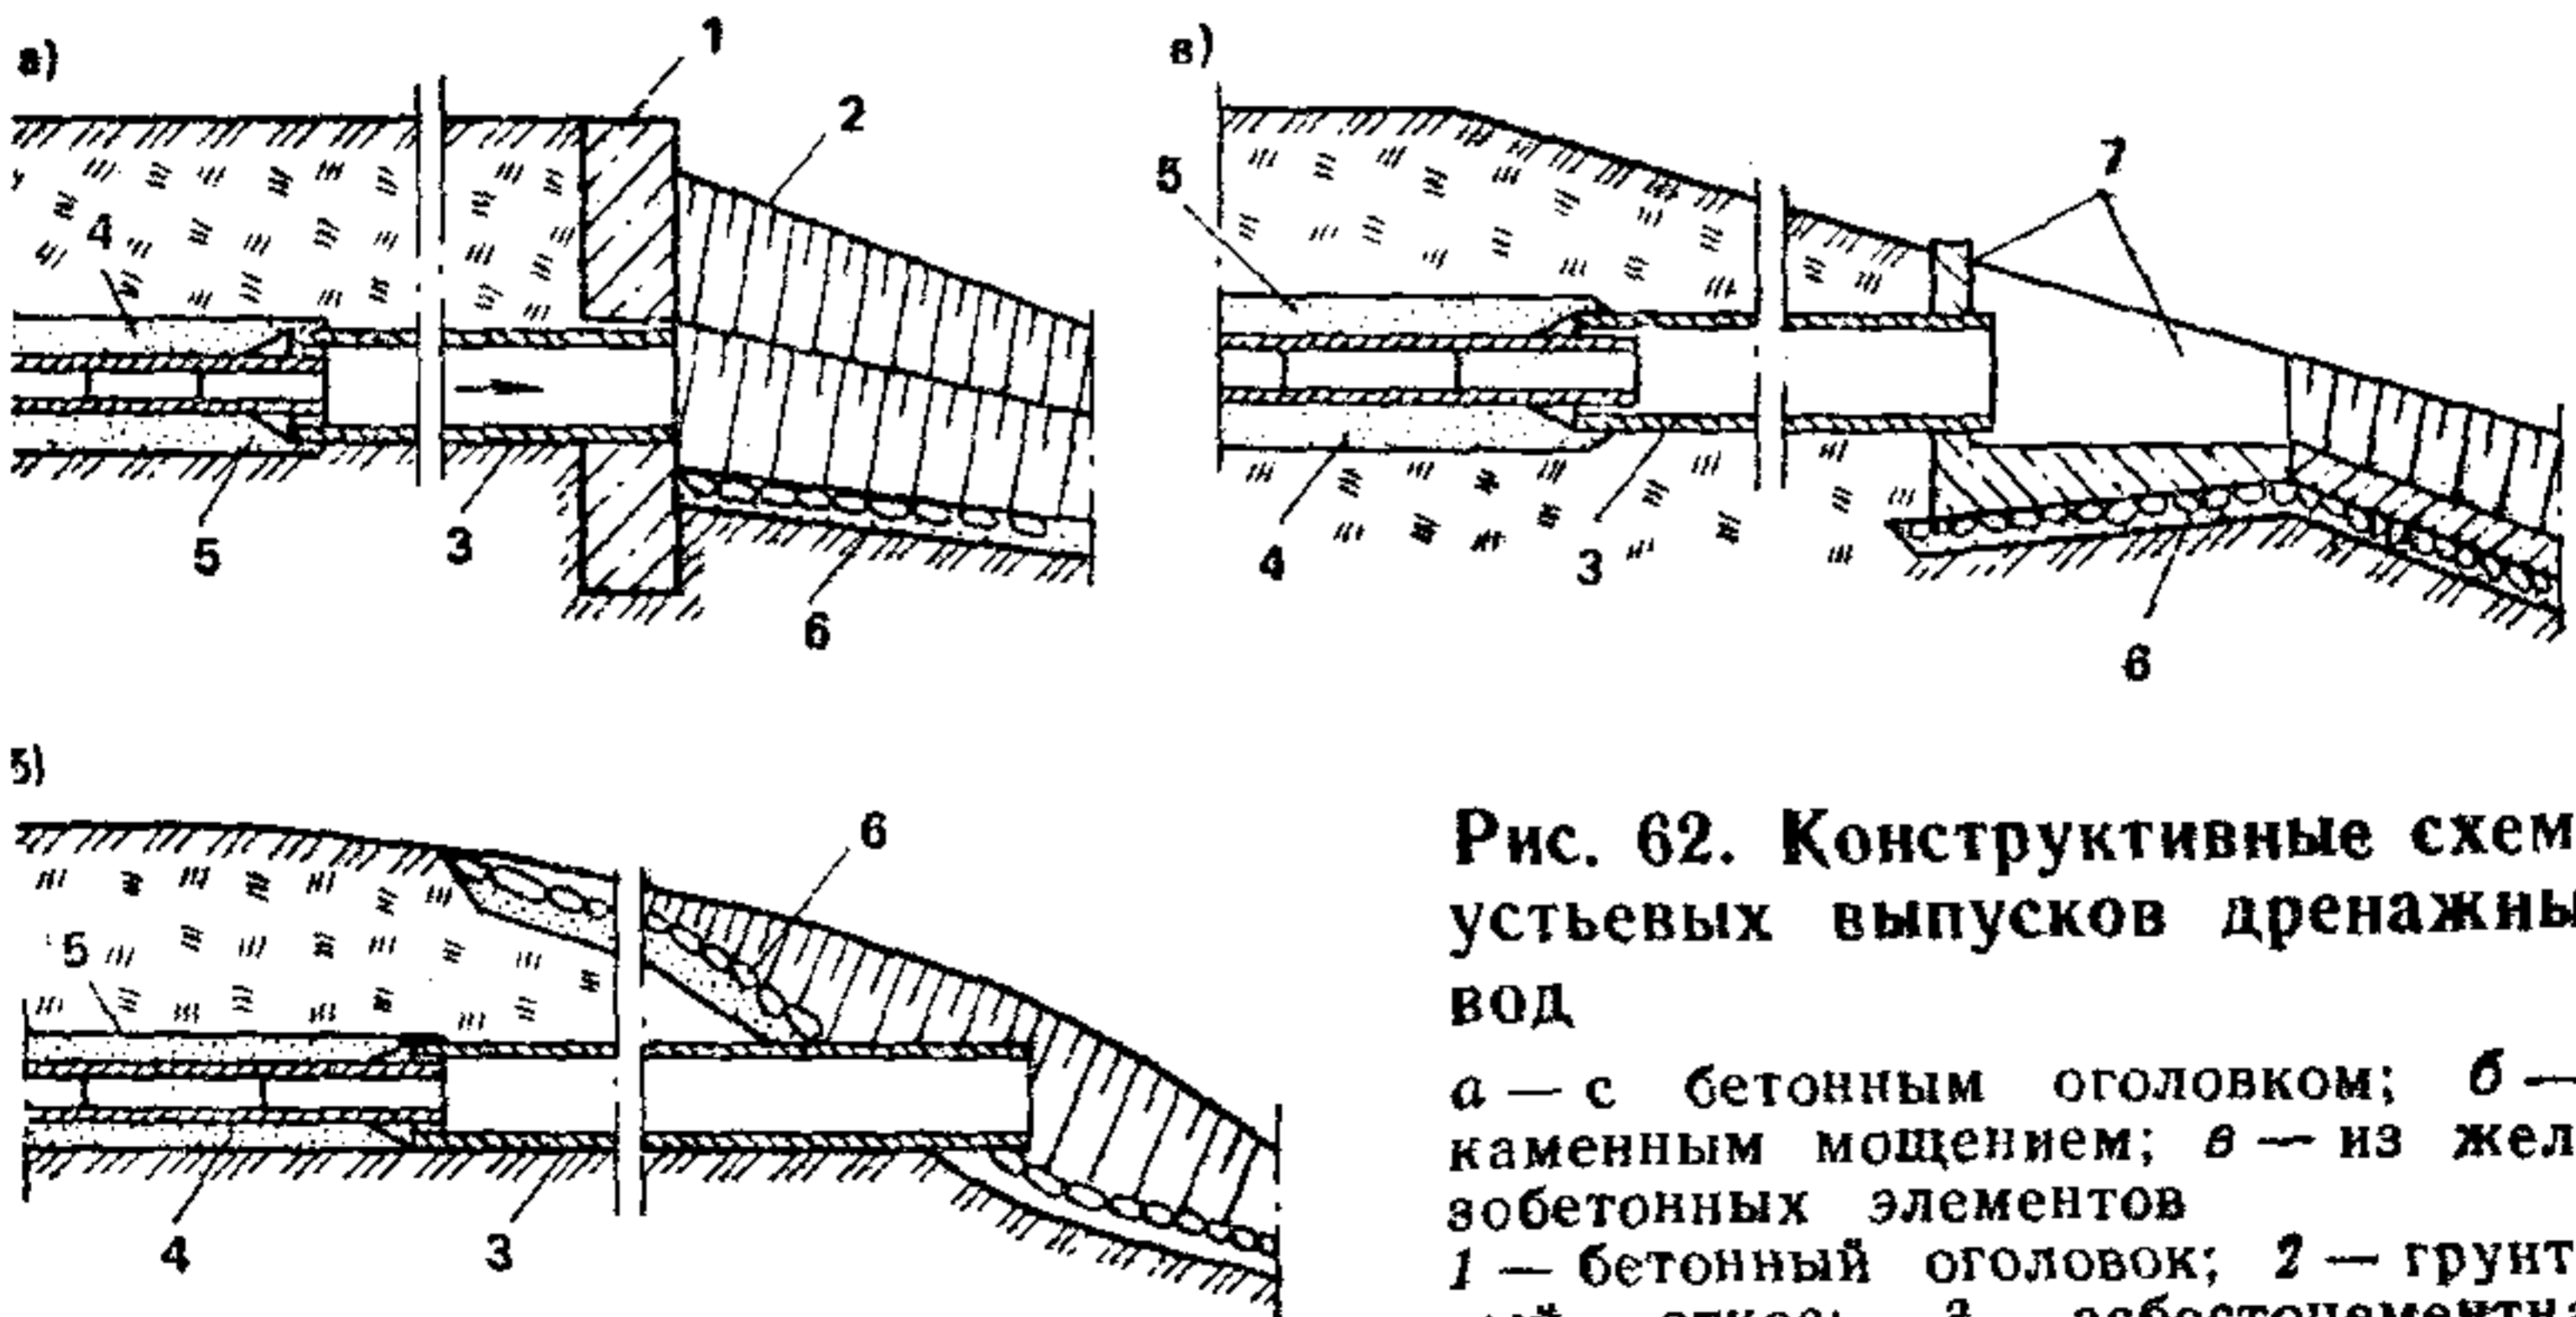 а)
1
2
4
5
3
6
в)
5
7
4
3
6
б)
6
5
4
3
Рис. 62. Конструктивные схем
устьевых выпусков дренажны
вод
а — с бетонным оголовком; б —
каменным мощением; в — из жел
зобетонных элементов
1 — бетонный оголовок; 2 — грунт